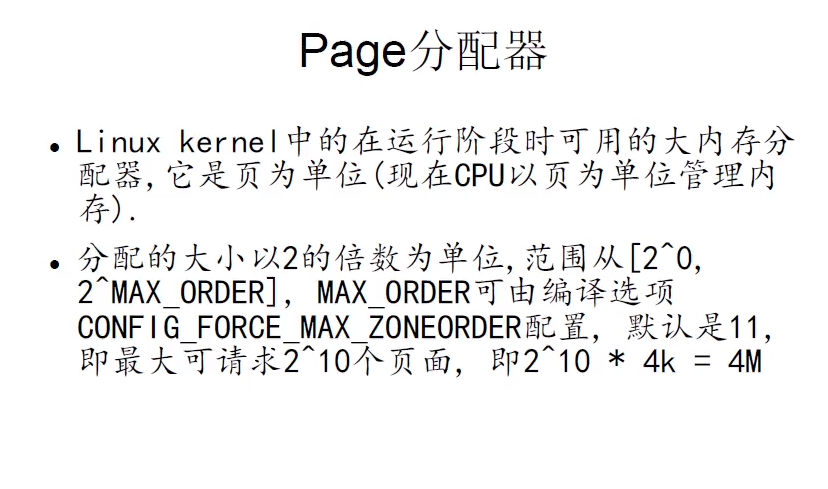 Page分配器
• Linux kernel中的在运行阶段时可用的大内存分
配器,它是页为单位(现在CPU以页为单位管理内
存).
• 分配的大小以2的倍数为单位,范围从[2^0,
2^MAX_ORDER], MAX_ORDER可由编译选项
CONFIG_FORCE_MAX_ZONEORDER配置, 默认是11,
即最大可请求2^10个页面, 即2^10 * 4k = 4M